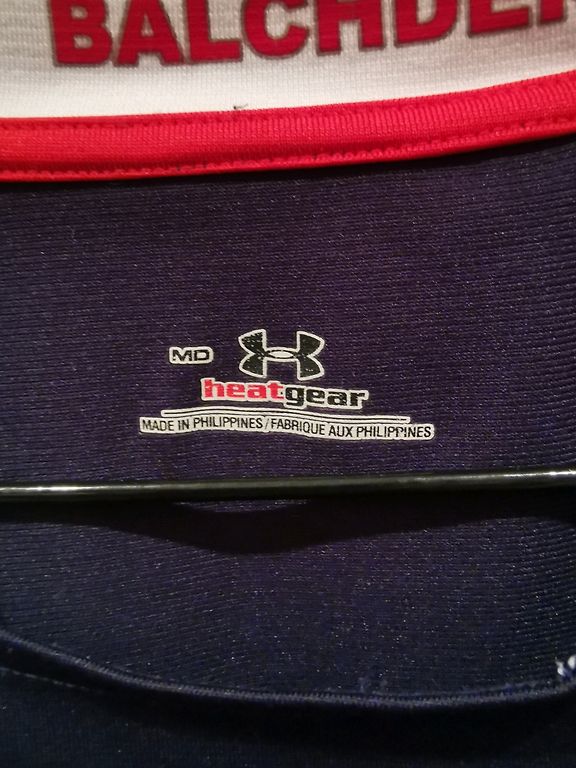 BALCHDE
MD
heatgear
MADE IN PHILIPPINES/FABRIQUE AUX PHILIPPINES